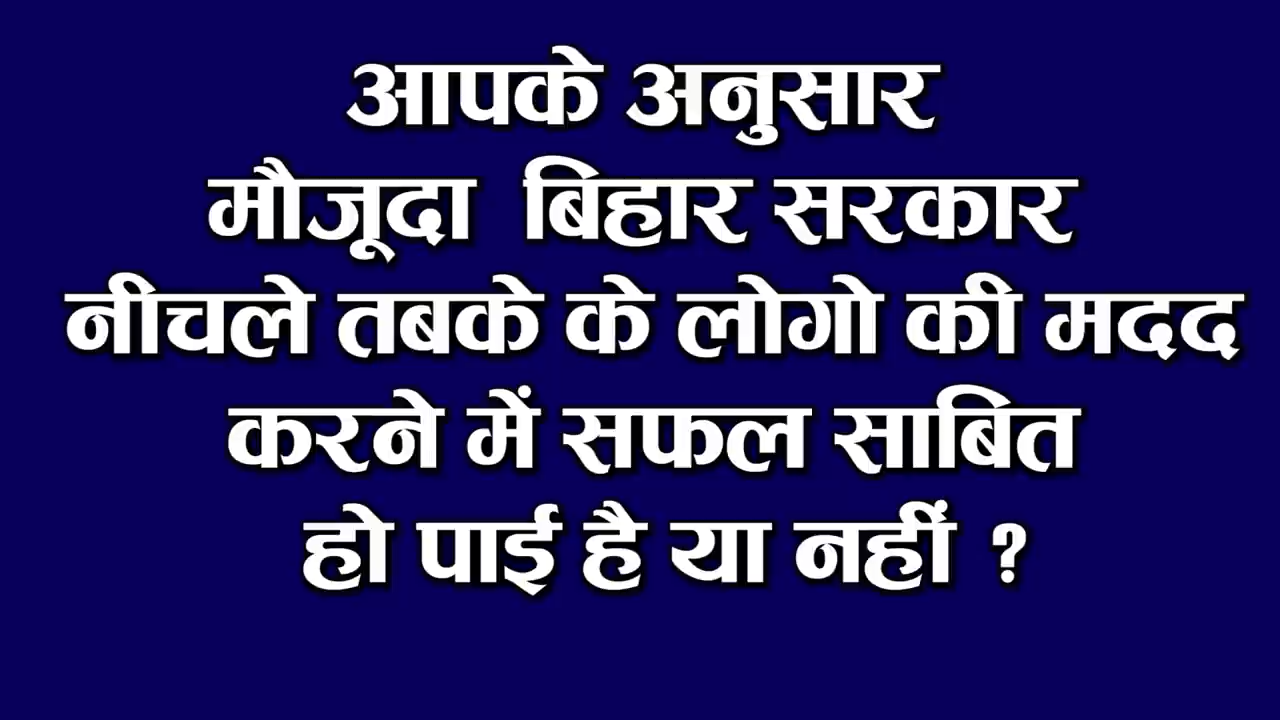 आपके अनुसार
मौजूदा बिहार सरकार
नीचले तबके के लोगो की मदद
करने में सफल साबित
हो पाई है या नहीं ?